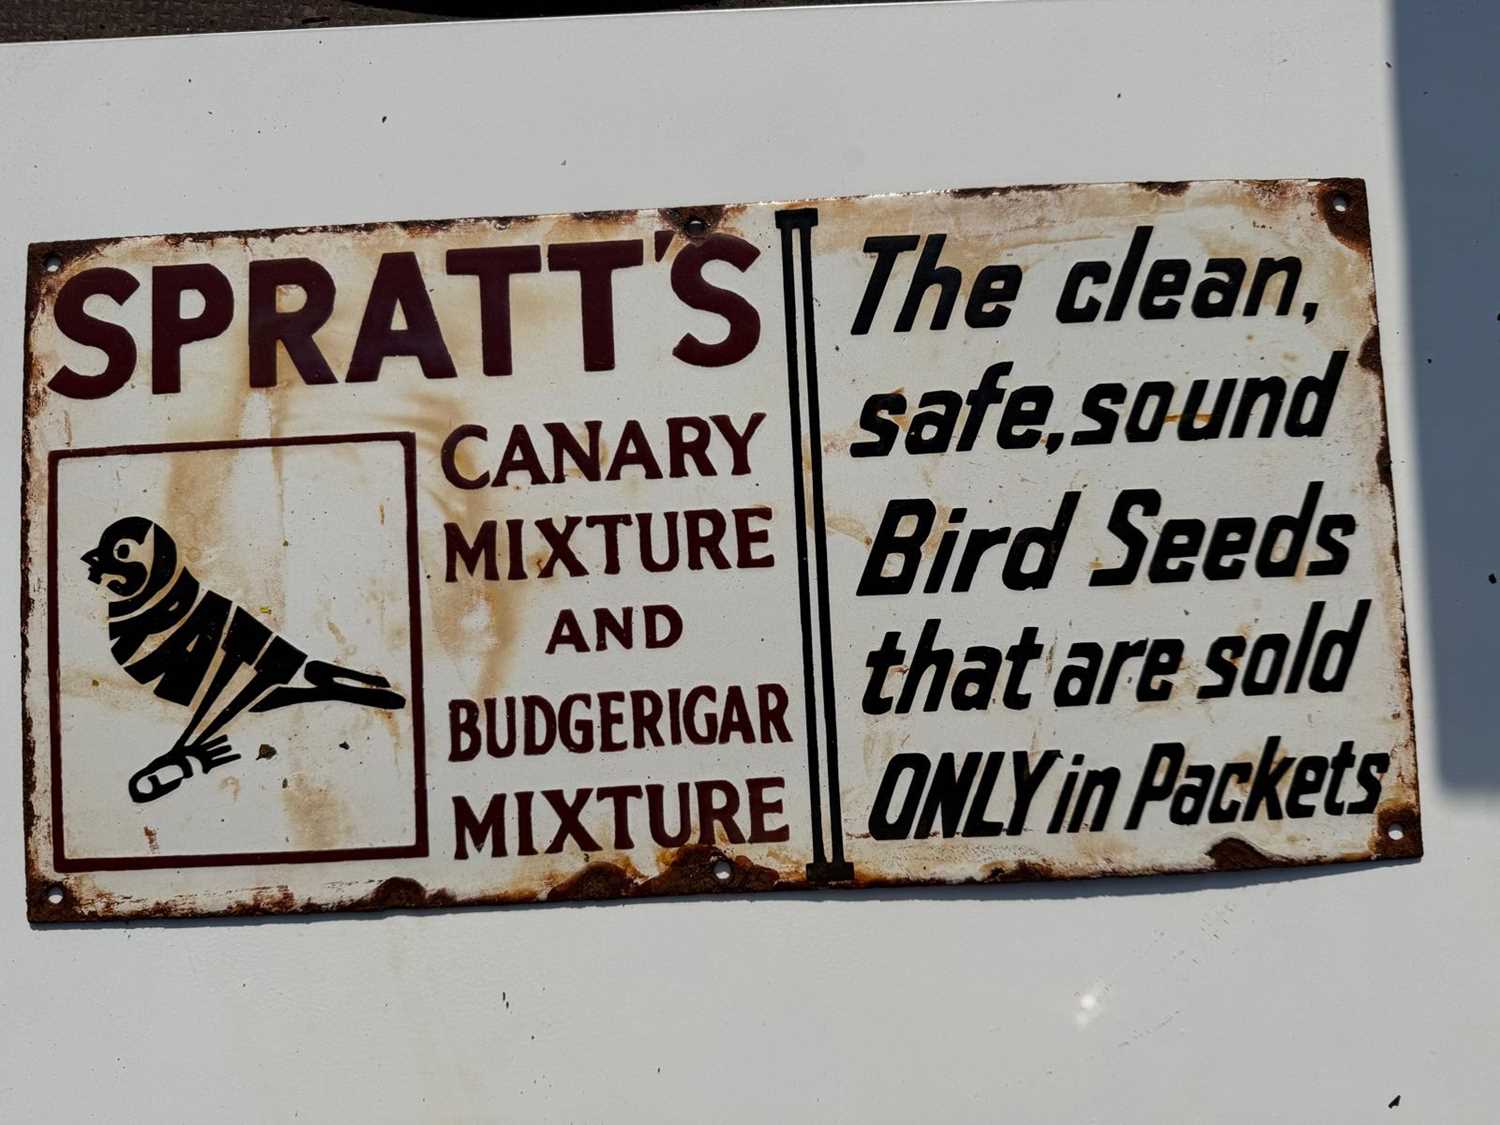 SPRATT'S
SPRATTS
CANARY
MIXTURE
AND
BUDGERIGAR
MIXTURE
The clean,
safe, sound
Bird Seeds
that are sold
ONLY in Packets